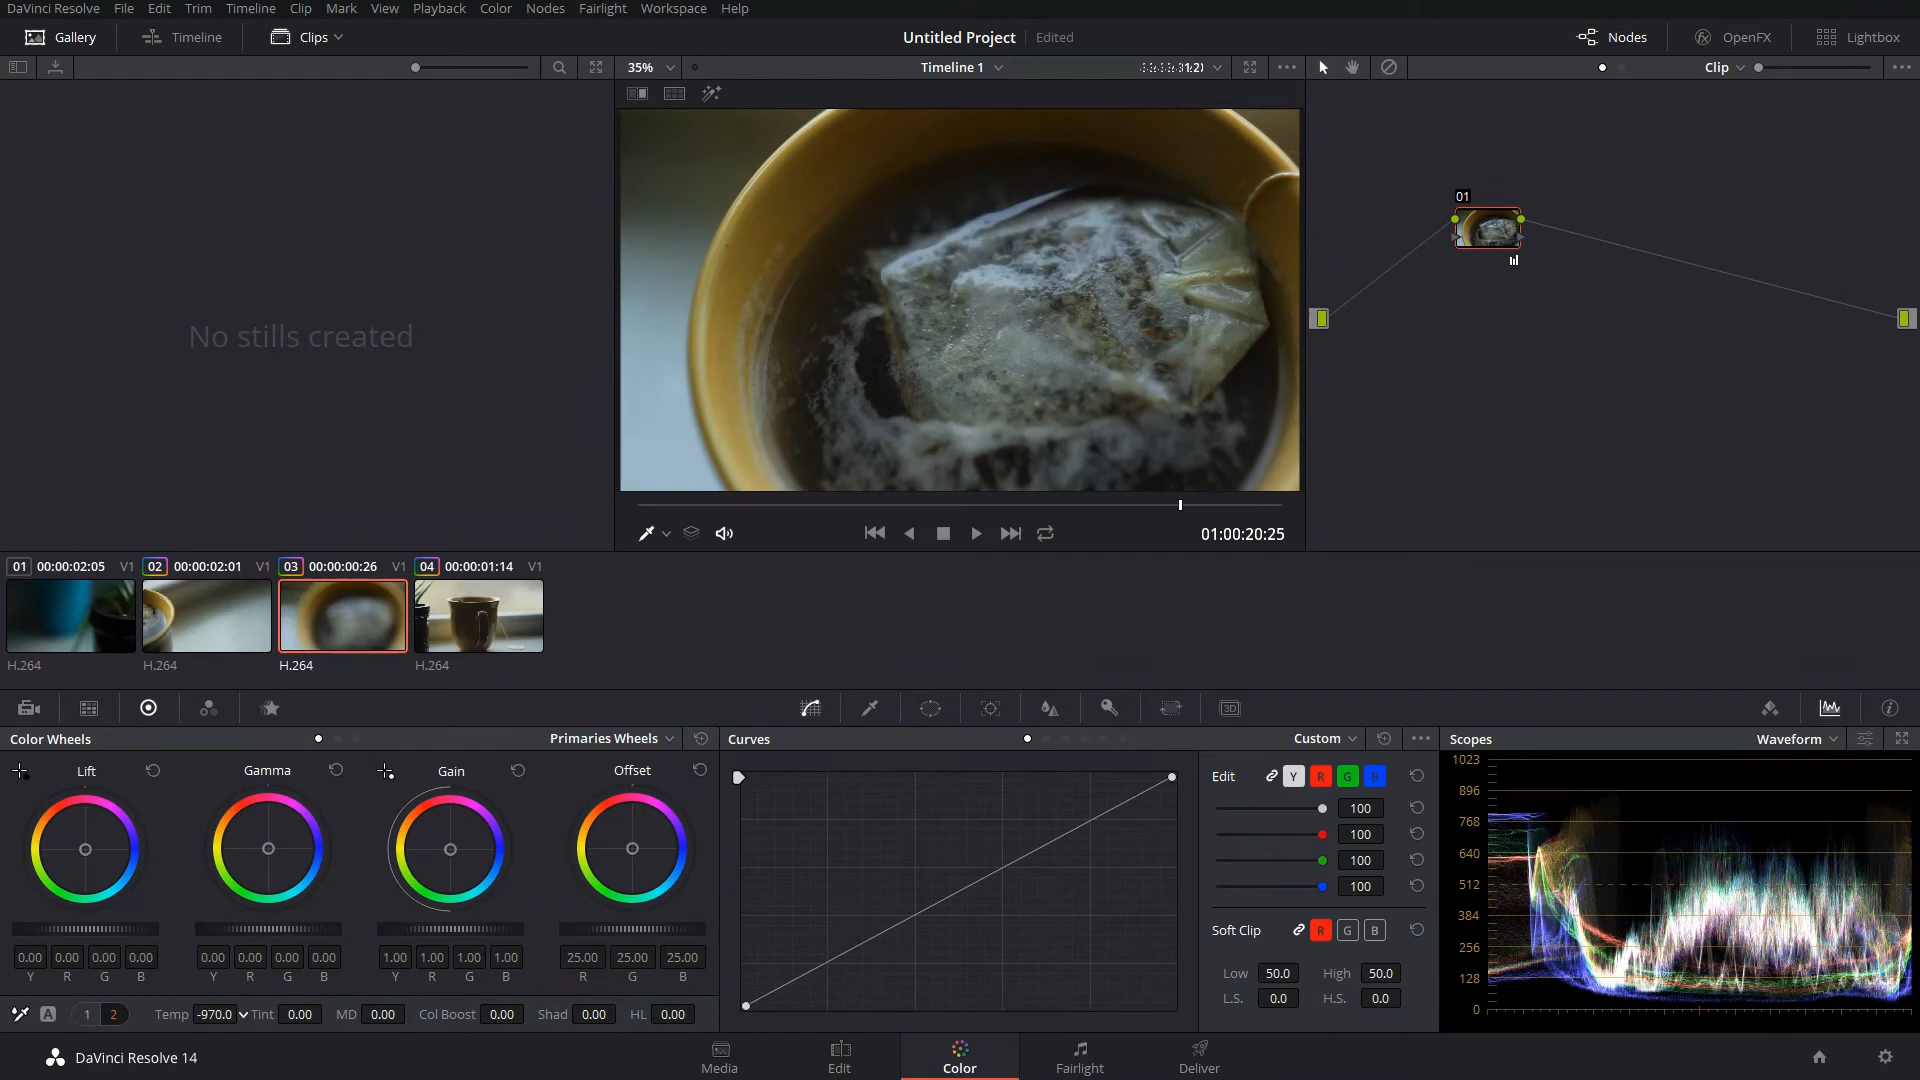 DaVinci Resolve File Edit Trim Timeline Clip Mark View Playback Color Nodes Fairlight Workspace Help
Gallery Timeline Clips Untitled Project Edited Nodes OpenFX Lightbox
35% Timeline 1 Clip
01
No stills created
01:00:20:25
01 00:00:02:05 V1 02 00:00:02:01 V1 03 00:00:00:26 V1 04 00:00:01:14 V1
H.264 H.264 H.264 H.264
3D
Color Wheels Primaries Wheels Curves Custom Scopes Waveform
Lift Gamma Gain Offset
Edit Y R G B
100
100
100
100
Soft Clip R G B
Low 50.0 High 50.0
L.S. 0.0 H.S. 0.0
1023
896
768
640
512
384
256
128
0
0.00 0.00 0.00 0.00 0.00 0.00 0.00 0.00 1.00 1.00 1.00 1.00 25.00 25.00 25.00
Y R G B Y R G B Y R G B R G B
A 1 2 Temp -970.0 Tint 0.00 MD 0.00 Col Boost 0.00 Shad 0.00 HL 0.00
DaVinci Resolve 14 Media Edit Color Fairlight Deliver